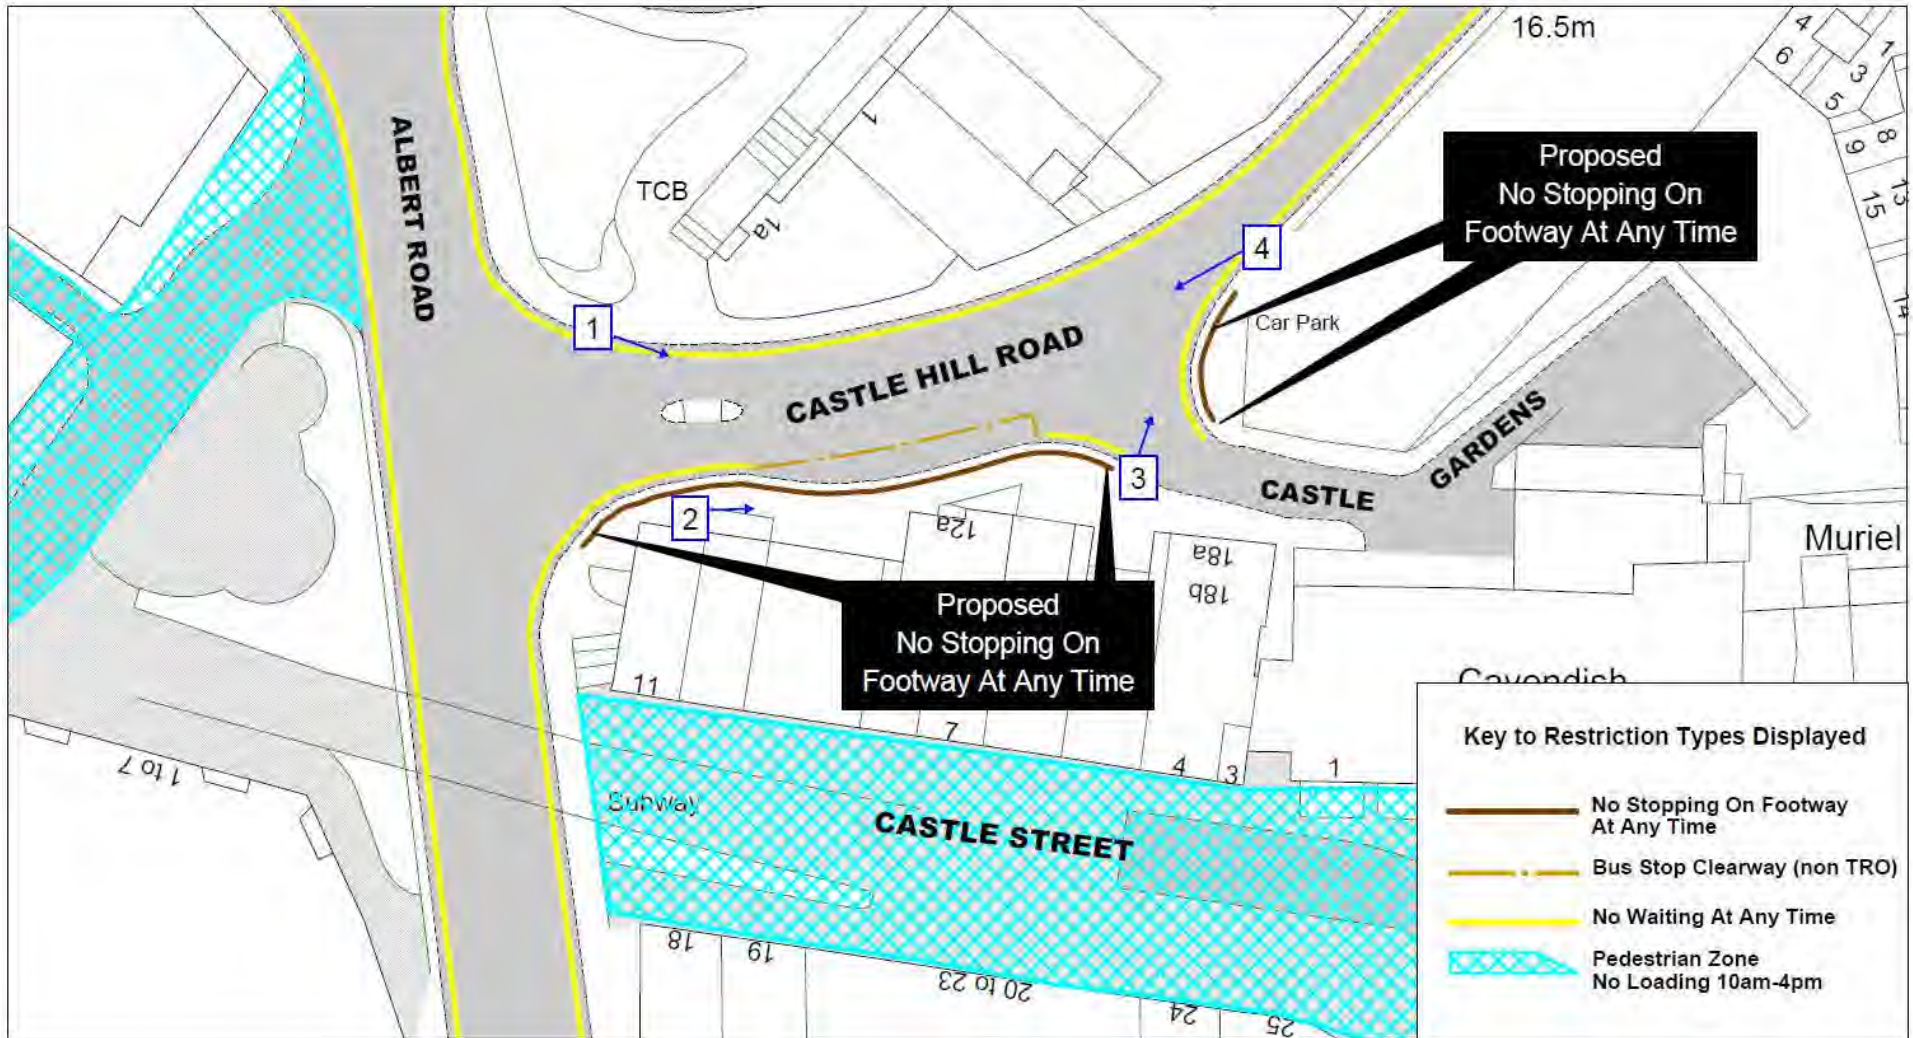 16.5m
4
6
1
3
5
8
9
13
15
14
ALBERT ROAD
TCB
1
1a
Proposed
No Stopping On
Footway At Any Time
4
1
Car Park
CASTLE HILL ROAD
3
2
CASTLE
GARDENS
12a
18a
18b
Muriel
Proposed
No Stopping On
Footway At Any Time
11
7
4
3
1
Cavendish
1 to 7
Subway
CASTLE STREET
18
19
20 to 23
24
25
Key to Restriction Types Displayed
No Stopping On Footway
At Any Time
Bus Stop Clearway (non TRO)
No Waiting At Any Time
Pedestrian Zone
No Loading 10am-4pm